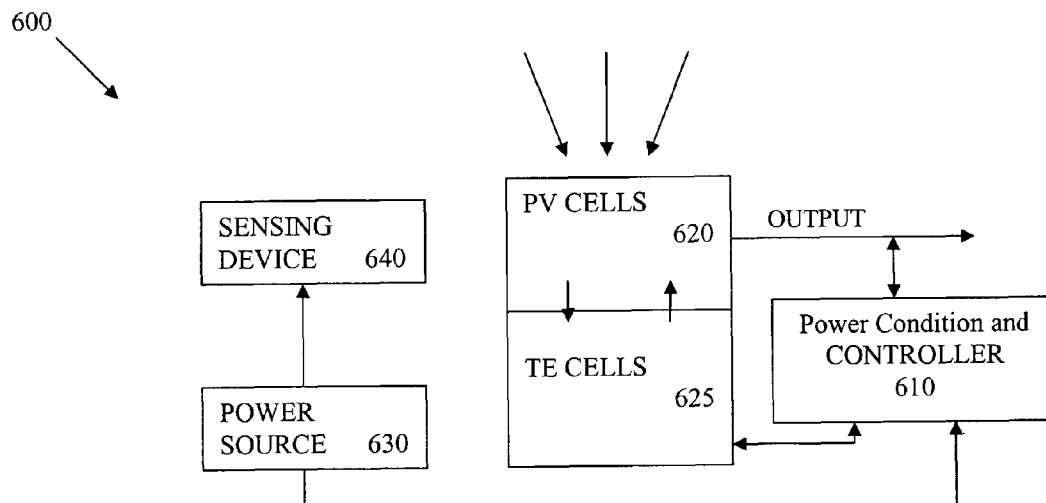 600
PV CELLS
620
OUTPUT
SENSING
DEVICE 640
Power Condition and
CONTROLLER
610
TE CELLS
625
POWER
SOURCE 630